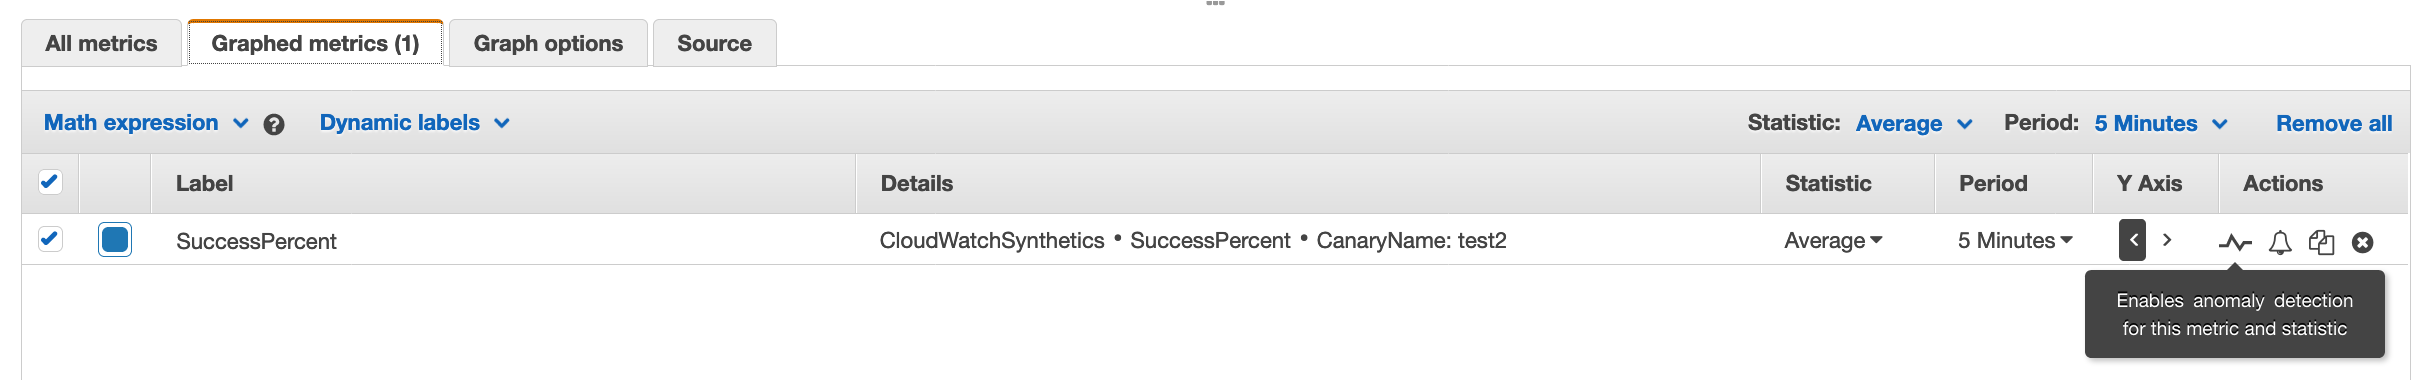 All metrics Graphed metrics (1) Graph options Source
Math expression ? Dynamic labels Statistic: Average Period: 5 Minutes Remove all
Label Details Statistic Period Y Axis Actions
SuccessPercent CloudWatchSynthetics • SuccessPercent • CanaryName: test2 Average 5 Minutes < >
Enables anomaly detection
for this metric and statistic